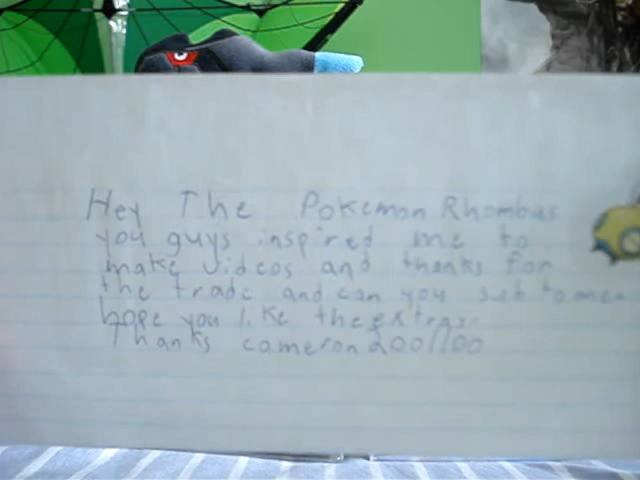 Hey The Pokemon Rhombus
you guys inspired me to
make videos and thanks for
the trade and can you sub to me
hope you like the extras
Thanks cameron2001100